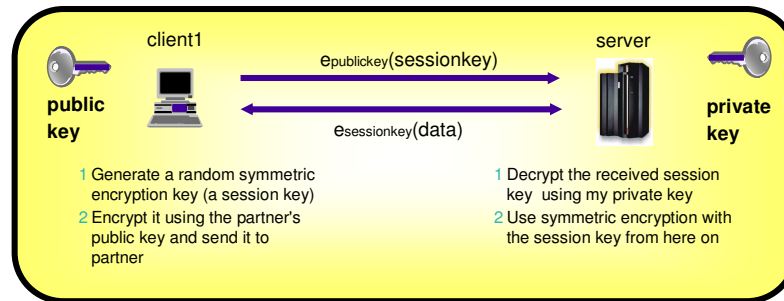 client1
server
epublickey(sessionkey)
public
key
private
key
esessionkey(data)
1 Generate a random symmetric
encryption key (a session key)
2 Encrypt it using the partner's
public key and send it to
partner
1 Decrypt the received session
key using my private key
2 Use symmetric encryption with
the session key from here on